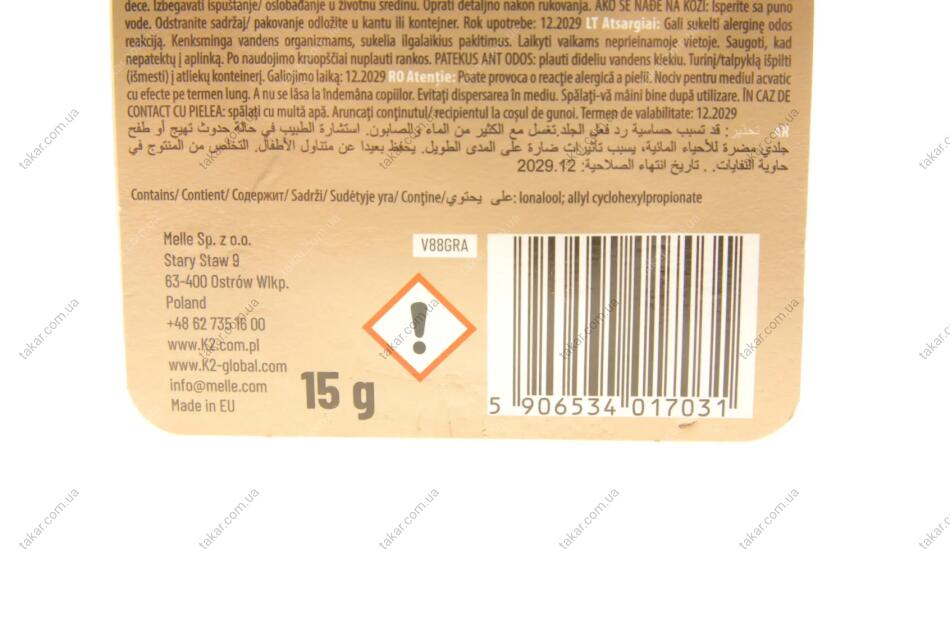 dece. Izbegavati ispuštanje/ oslobađanje u životnu sredinu. Oprati detaljno nakon rukovanja. AKO SE NAĐE NA KOŽI: Isperite sa puno
vode. Odstranite sadržaj/ pakovanje odložite u kantu ili kontejner. Rok upotrebe: 12.2029 LT Atsargiai: Gali sukelti alerginę odos
reakciją. Kenksminga vandens organizmams, sukelia ilgalaikius pakitimus. Laikyti vaikams neprieinamoje vietoje. Saugoti, kad
nepatektų į aplinką. Po naudojimo kruopščiai nuplauti rankos. PATEKUS ANT ODOS: plauti dideliu vandens kiekiu. Turinį/talpyklą išpilti
(išmesti) į atliekų konteinerį. Galiojimo laiką: 12.2029 RO Atenție: Poate provoca o reacție alergică a pielii. Nociv pentru mediul acvatic
cu efecte pe termen lung. A nu se lăsa la îndemâna copiilor. Evitați dispersarea în mediu. Spălați-vă mâini bine după utilizare. ÎN CAZ DE
CONTACT CU PIELEA: spălați cu multă apă. Aruncați conținutul/ recipientul la coșul de gunoi. Termen de valabilitate: 12.2029
AR تحذير: قد تسبب حساسية رد فعل الجلد.تغسل مع الكثير من الماء والصابون. استشارة الطبيب في حالة حدوث تهيج أو طفح
جلدي مضرة للأحياء المائية، يسبب تأثيرات ضارة على المدى الطويل. يحفظ بعيدا عن متناول الأطفال. التخلص من المنتج في
حاوية النفايات. . تاريخ انتهاء الصلاحية: 2029.12
Contains/ Contient/ Содержит/ Sadrži/ Sudėtyje yra/ Conține/ على يحتوي: lonalool; allyl cyclohexylpropionate
Melle Sp. z o.o.
Stary Staw 9
63-400 Ostrów Wlkp.
Poland
+48 62 735 16 00
www.K2.com.pl
www.K2-global.com
info@melle.com
Made in EU
15 g
V88GRA
5 906534 017031
takar.com.ua